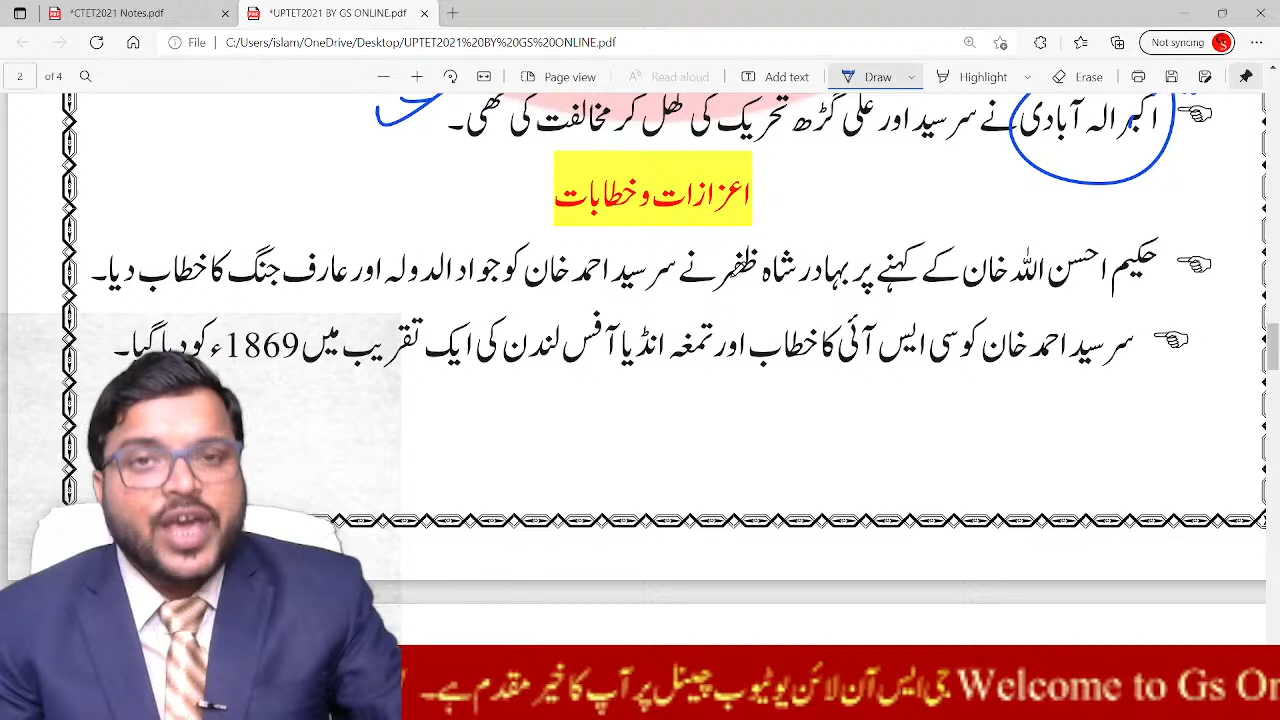 *CTET2021 Notes.pdf
*UPTET2021 BY GS ONLINE.pdf
File
C:/Users/islam/OneDrive/Desktop/UPTET2021%20BY%20GS%20ONLINE.pdf
Not syncing
2 of 4
Page view
Read aloud
Add text
Draw
Highlight
Erase
اکبر الہ آبادی نے سرسید اور علی گڑھ تحریک کی کھل کر مخالفت کی تھی۔
اعزازات و خطابات
حکیم احسن اللہ خان کے کہنے پر بہادر شاہ ظفر نے سرسید احمد خان کو جواد الدولہ اور عارف جنگ کا خطاب دیا۔
سرسید احمد خان کو سی ایس آئی کا خطاب اور تمغہ انڈیا آفس لندن کی ایک تقریب میں 1869ء کو دیا گیا۔
جی ایس آن لائن یوٹیوب چینل پر آپ کا خیر مقدم ہے۔ Welcome to Gs On